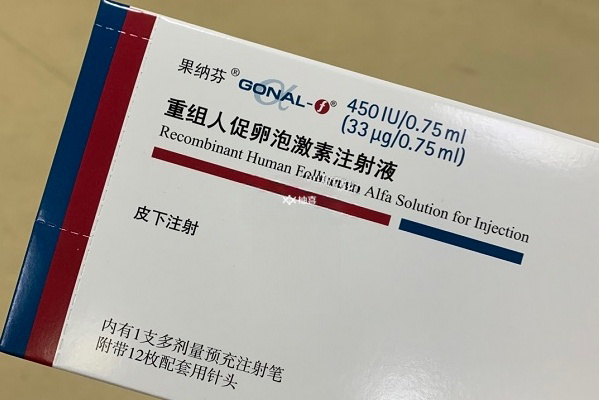 果纳芬® GONAL-f® 450 IU/0.75 ml
(33 µg/0.75 ml)
重组人促卵泡激素注射液
Recombinant Human Follitropin Alfa Solution for Injection
皮下注射
内有1支多剂量预充注射笔
附带12枚配套用针头